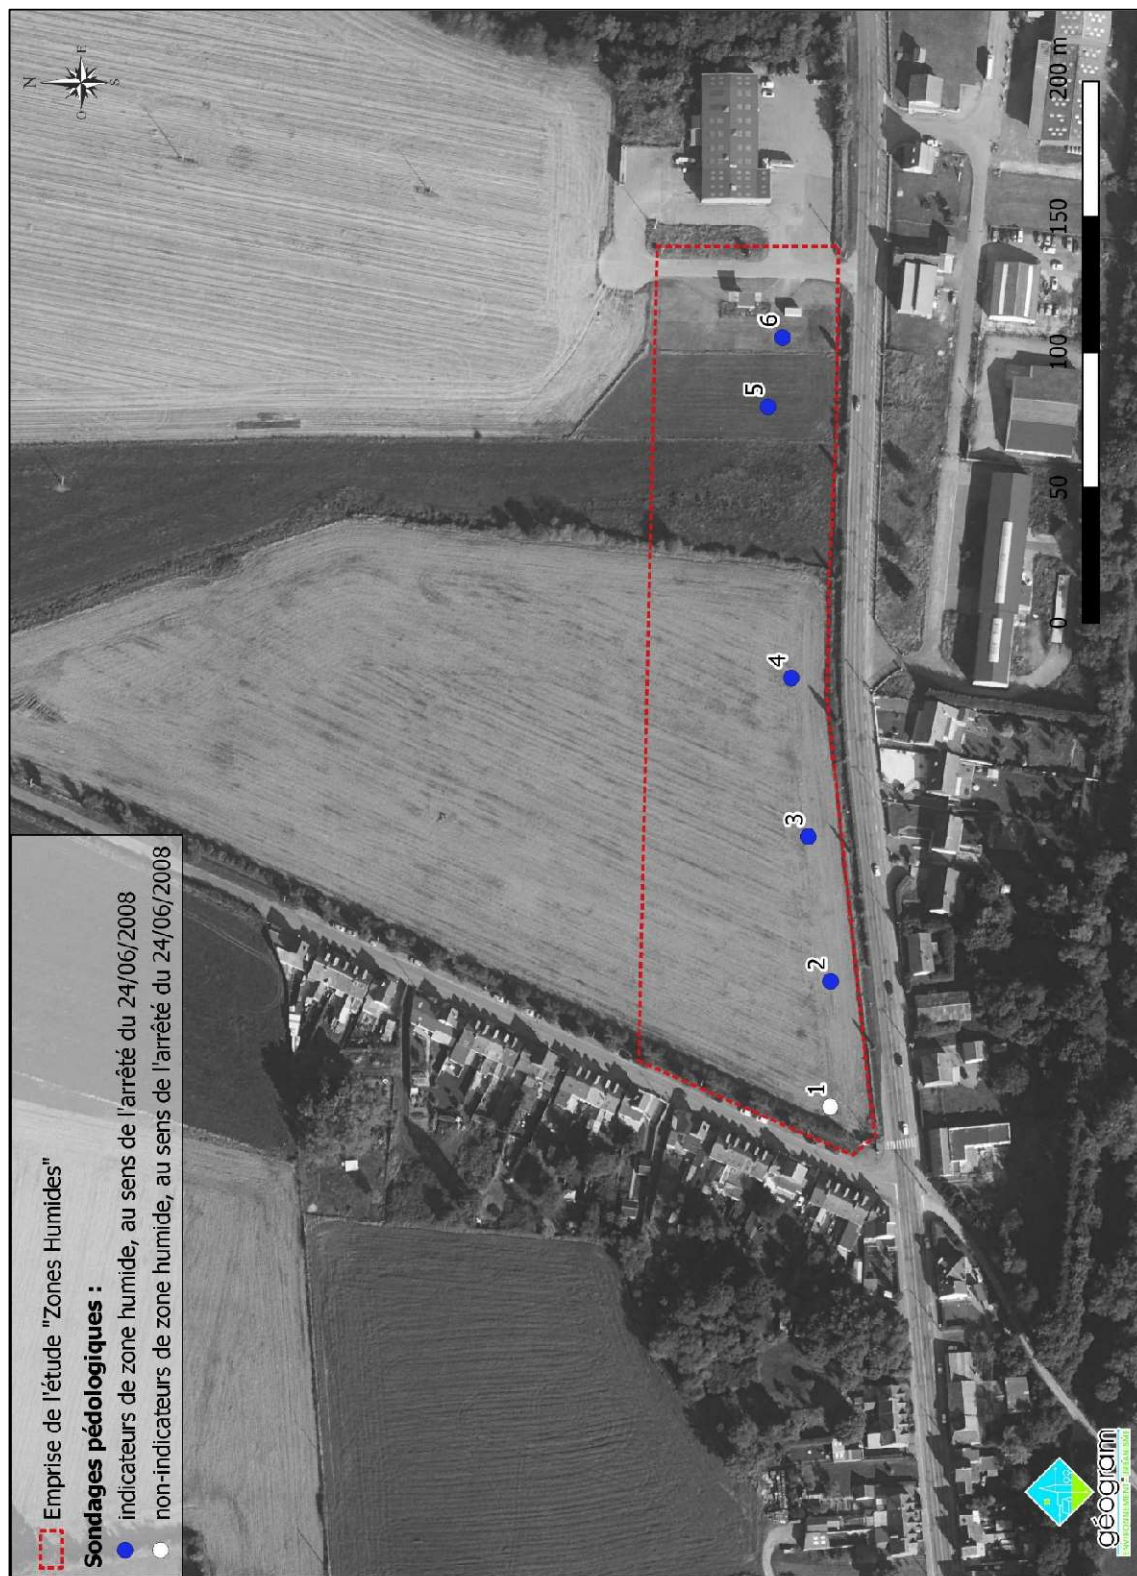 Emprise de l'étude "Zones Humides"
Sondages pédologiques :
indicateurs de zone humide, au sens de l'arrêté du 24/06/2008
non-indicateurs de zone humide, au sens de l'arrêté du 24/06/2008
N
E
S
O
1
2
3
4
5
6
0
50
100
150
200 m
géogram
ENVIRONNEMENT - URBANISME